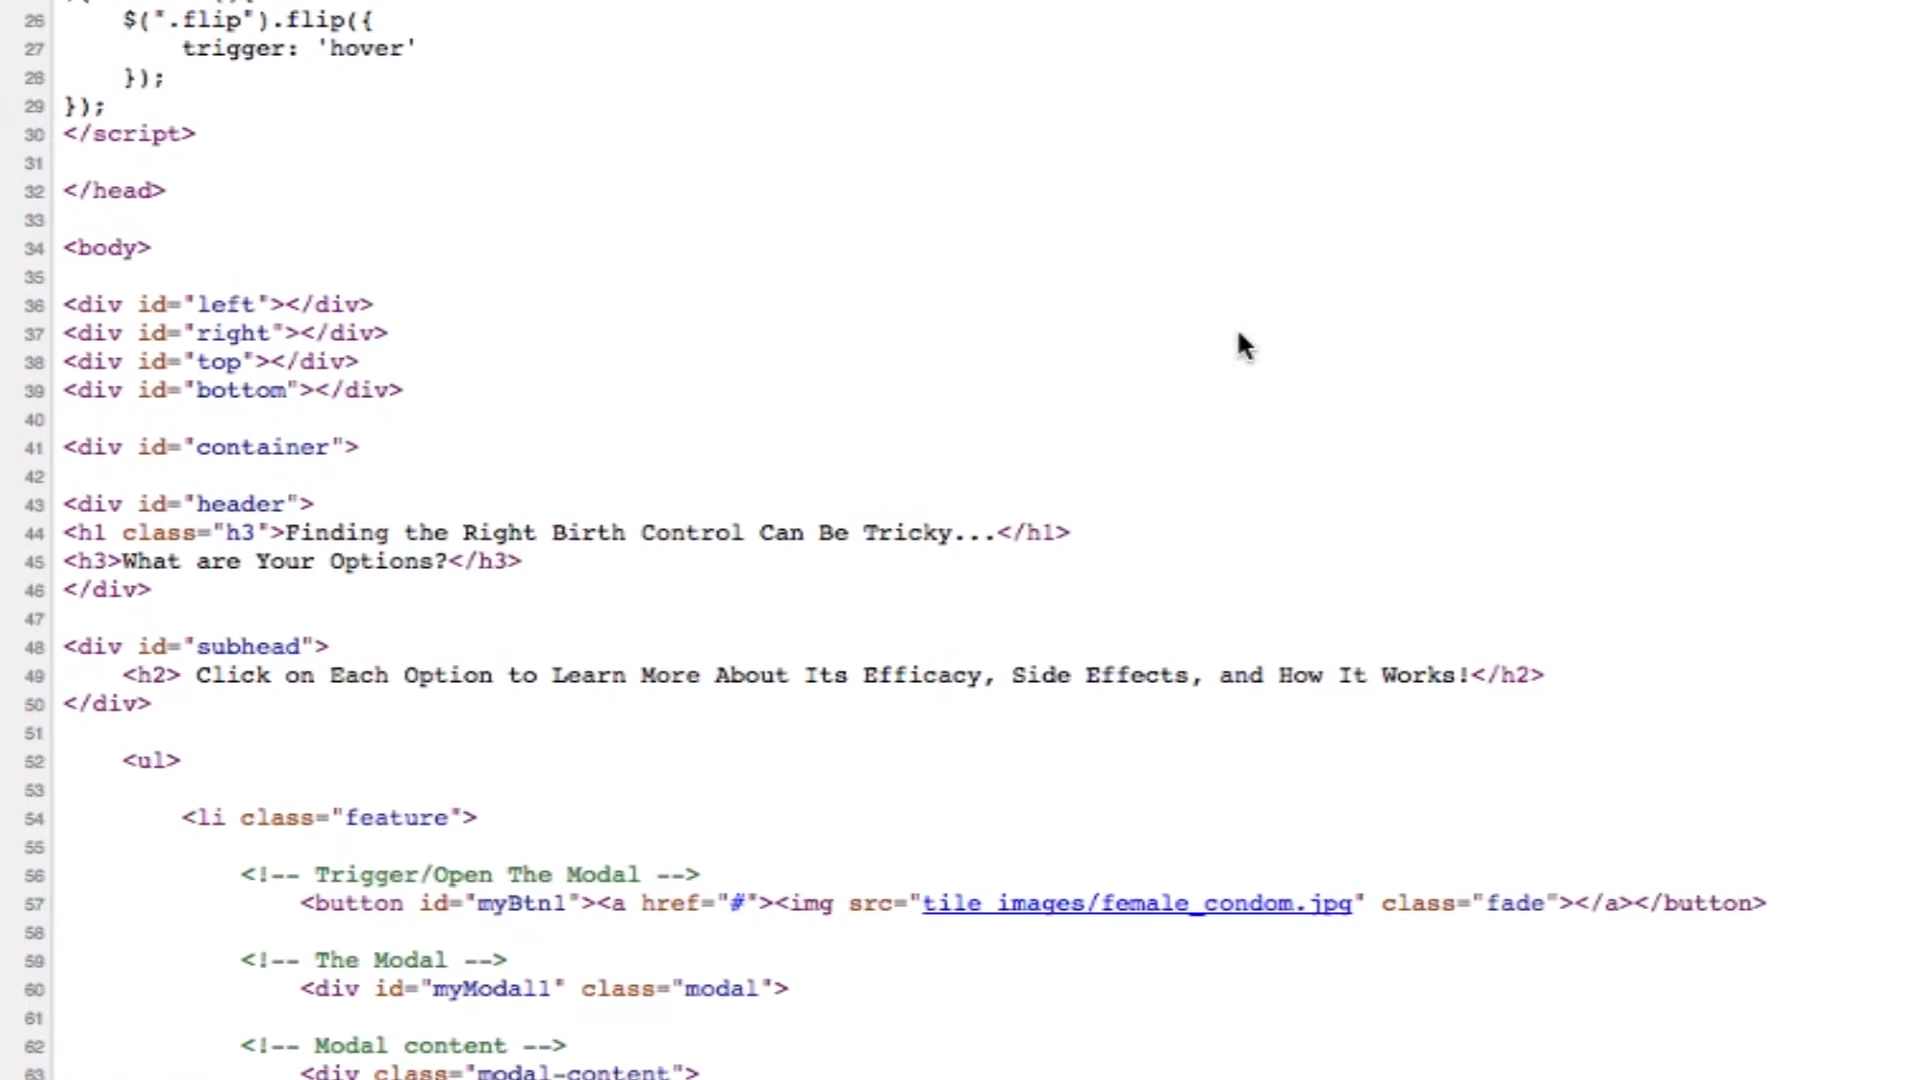 26 $(".flip").flip({
27 trigger: 'hover'
28 });
29 });
30 </script>
31
32 </head>
33
34 <body>
35
36 <div id="left"></div>
37 <div id="right"></div>
38 <div id="top"></div>
39 <div id="bottom"></div>
40
41 <div id="container">
42
43 <div id="header">
44 <h1 class="h3">Finding the Right Birth Control Can Be Tricky...</h1>
45 <h3>What are Your Options?</h3>
46 </div>
47
48 <div id="subhead">
49 <h2> Click on Each Option to Learn More About Its Efficacy, Side Effects, and How It Works!</h2>
50 </div>
51
52 <ul>
53
54 <li class="feature">
55
56 <!-- Trigger/Open The Modal -->
57 <button id="myBtn1"><a href="#"><img src="tile_images/female_condom.jpg" class="fade"></a></button>
58
59 <!-- The Modal -->
60 <div id="myModal1" class="modal">
61
62 <!-- Modal content -->
63 <div class="modal-content">